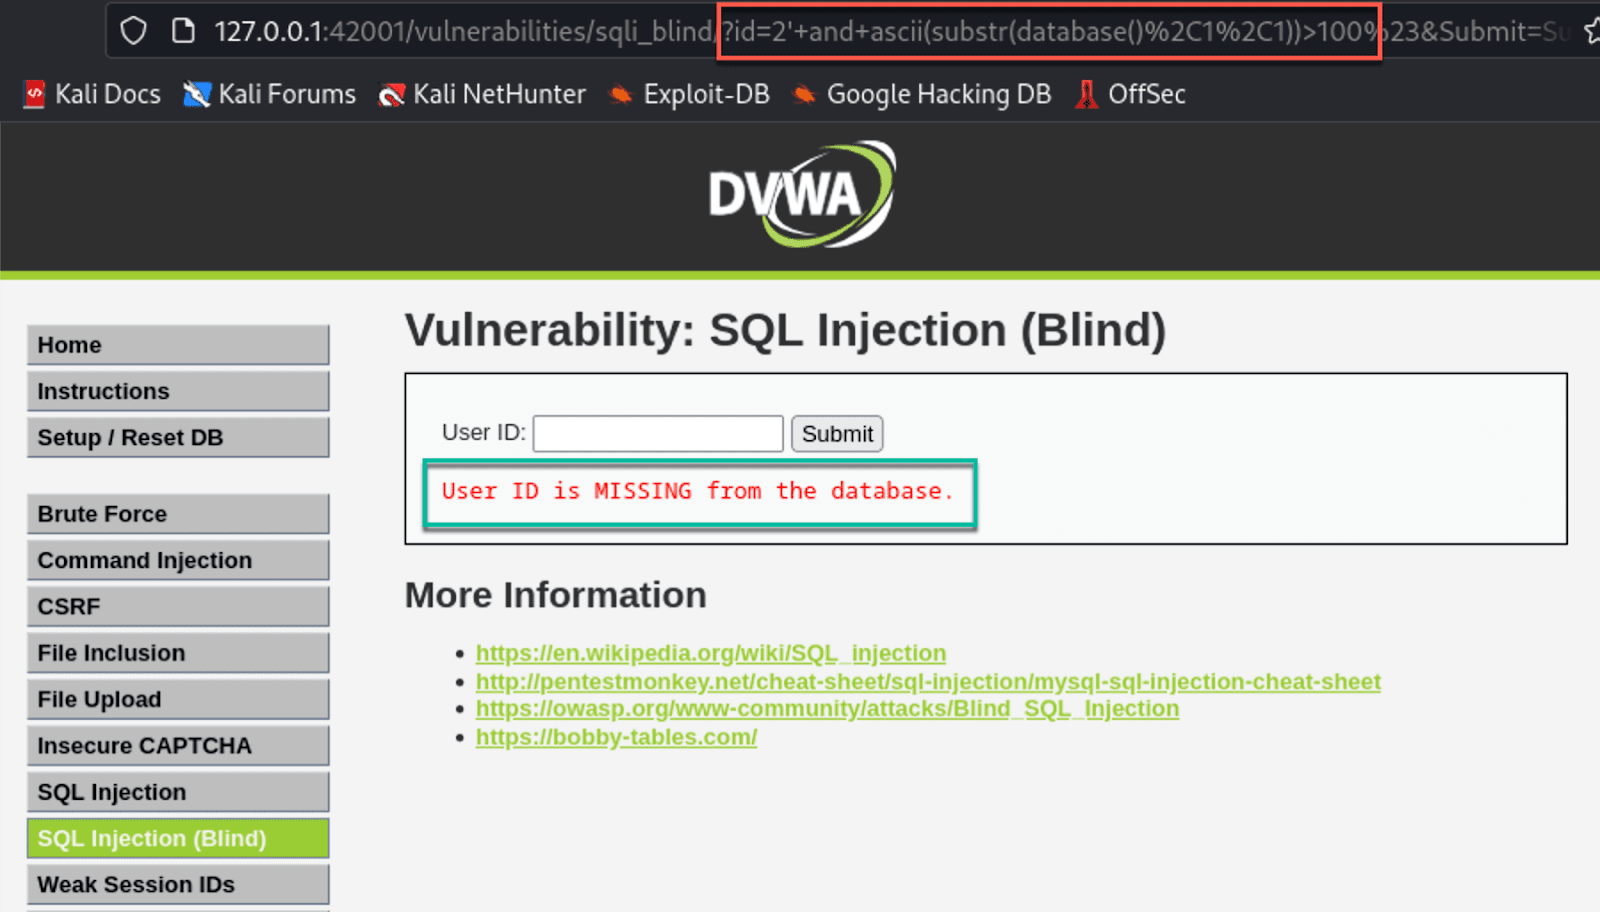 127.0.0.1:42001/vulnerabilities/sqli_blind/?id=2'+and+ascii(substr(database()%2C1%2C1))>100%23&Submit=Su
Kali Docs Kali Forums Kali NetHunter Exploit-DB Google Hacking DB OffSec
DVWA
Vulnerability: SQL Injection (Blind)
Home
Instructions
Setup / Reset DB
Brute Force
Command Injection
CSRF
File Inclusion
File Upload
Insecure CAPTCHA
SQL Injection
SQL Injection (Blind)
Weak Session IDs
User ID: Submit
User ID is MISSING from the database.
More Information
https://en.wikipedia.org/wiki/SQL_injection
http://pentestmonkey.net/cheat-sheet/sql-injection/mysql-sql-injection-cheat-sheet
https://owasp.org/www-community/attacks/Blind_SQL_Injection
https://bobby-tables.com/